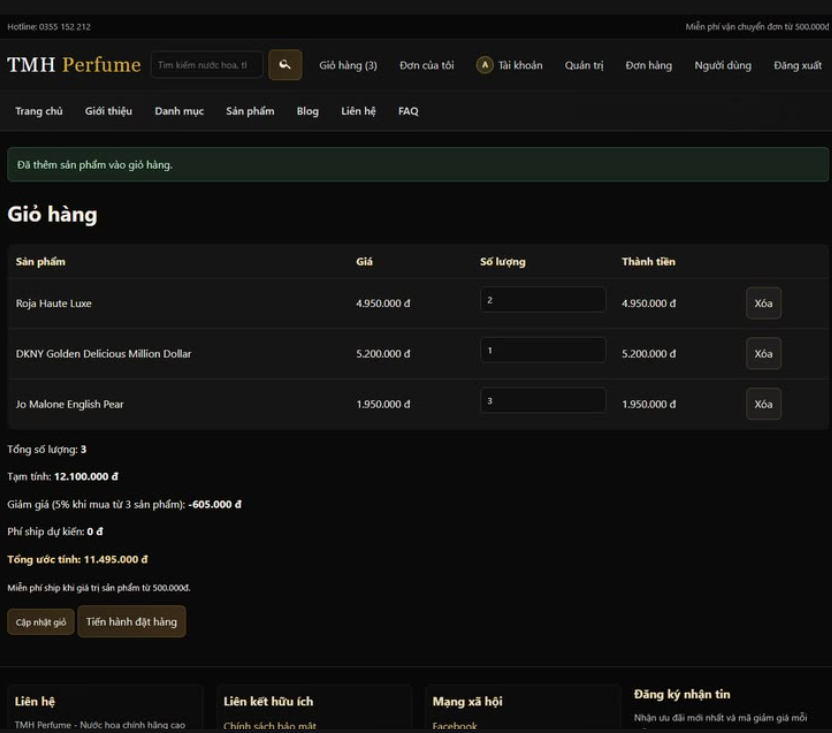 Hotline: 0355 152 212 Miễn phí vận chuyển đơn từ 500.000đ
TMH Perfume Tìm kiếm nước hoa, tl Giỏ hàng (3) Đơn của tôi A Tài khoản Quản trị Đơn hàng Người dùng Đăng xuất
Trang chủ Giới thiệu Danh mục Sản phẩm Blog Liên hệ FAQ
Đã thêm sản phẩm vào giỏ hàng.
Giỏ hàng
Sản phẩm Giá Số lượng Thành tiền
Roja Haute Luxe 4.950.000 đ 2 4.950.000 đ Xóa
DKNY Golden Delicious Million Dollar 5.200.000 đ 1 5.200.000 đ Xóa
Jo Malone English Pear 1.950.000 đ 3 1.950.000 đ Xóa
Tổng số lượng: 3
Tạm tính: 12.100.000 đ
Giảm giá (5% khi mua từ 3 sản phẩm): -605.000 đ
Phí ship dự kiến: 0 đ
Tổng ước tính: 11.495.000 đ
Miễn phí ship khi giá trị sản phẩm từ 500.000đ.
Cập nhật giỏ Tiến hành đặt hàng
Liên hệ Liên kết hữu ích Mạng xã hội Đăng ký nhận tin
TMH Perfume - Nước hoa chính hãng cao Chính sách bảo mật Facebook Nhận ưu đãi mới nhất và mã giảm giá mỗi